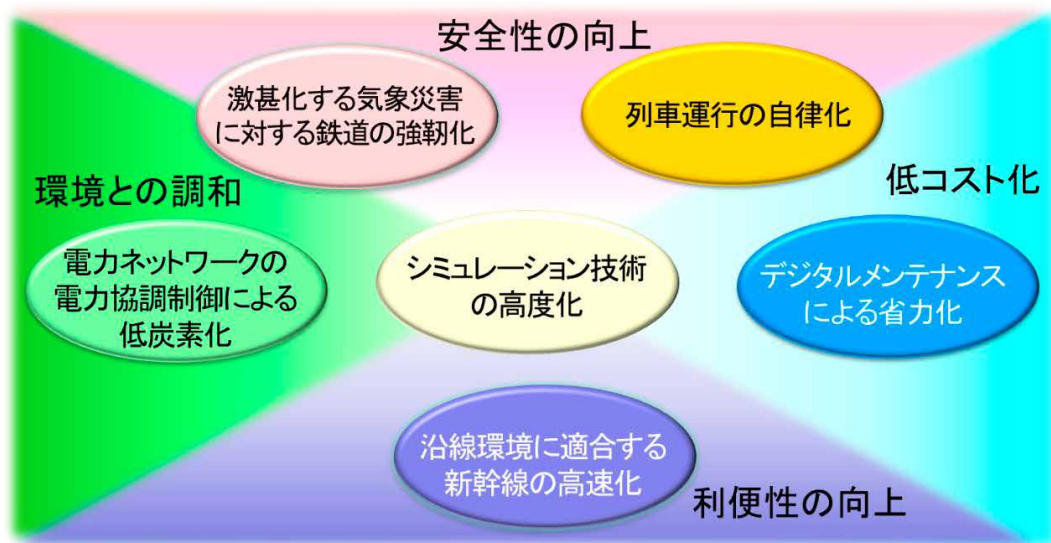 安全性の向上
激甚化する気象災害
に対する鉄道の強靭化
列車運行の自律化
環境との調和
低コスト化
電力ネットワークの
電力協調制御による
低炭素化
シミュレーション技術
の高度化
デジタルメンテナンス
による省力化
沿線環境に適合する
新幹線の高速化
利便性の向上